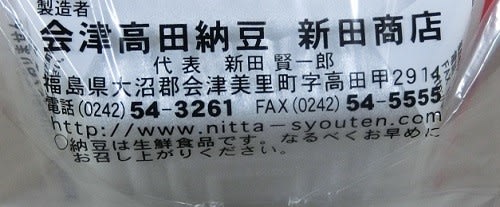 製造者
会津高田納豆 新田商店
代表 新田 賢一郎
福島県大沼郡会津美里町字高田甲2914
電話(0242)54-3261 FAX(0242)54-5555
http://www.nitta-syouten.com
○納豆は生鮮食品です。なるべくお早めに
お召し上がりください。